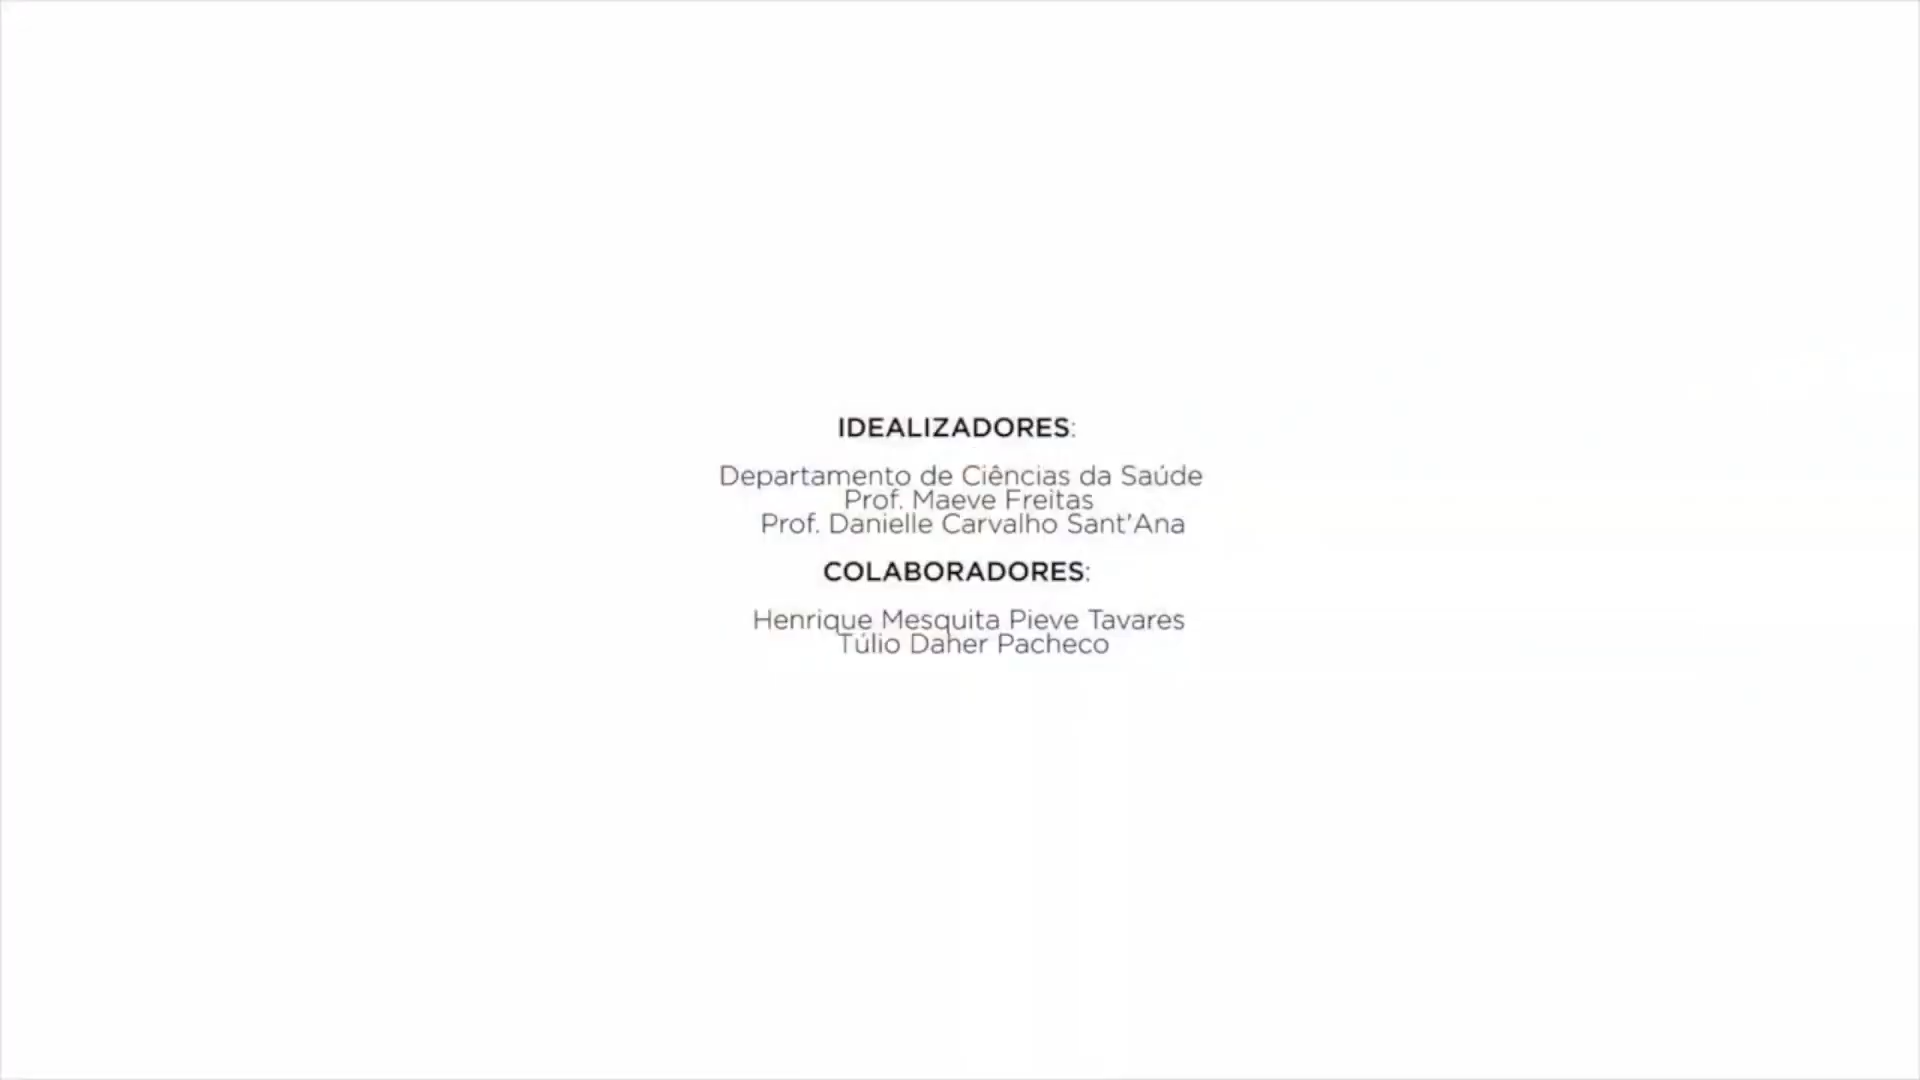 IDEALIZADORES:
Departamento de Ciências da Saúde
Prof. Maeve Freitas
Prof. Danielle Carvalho Sant'Ana
COLABORADORES:
Henrique Mesquita Pieve Tavares
Túlio Daher Pacheco